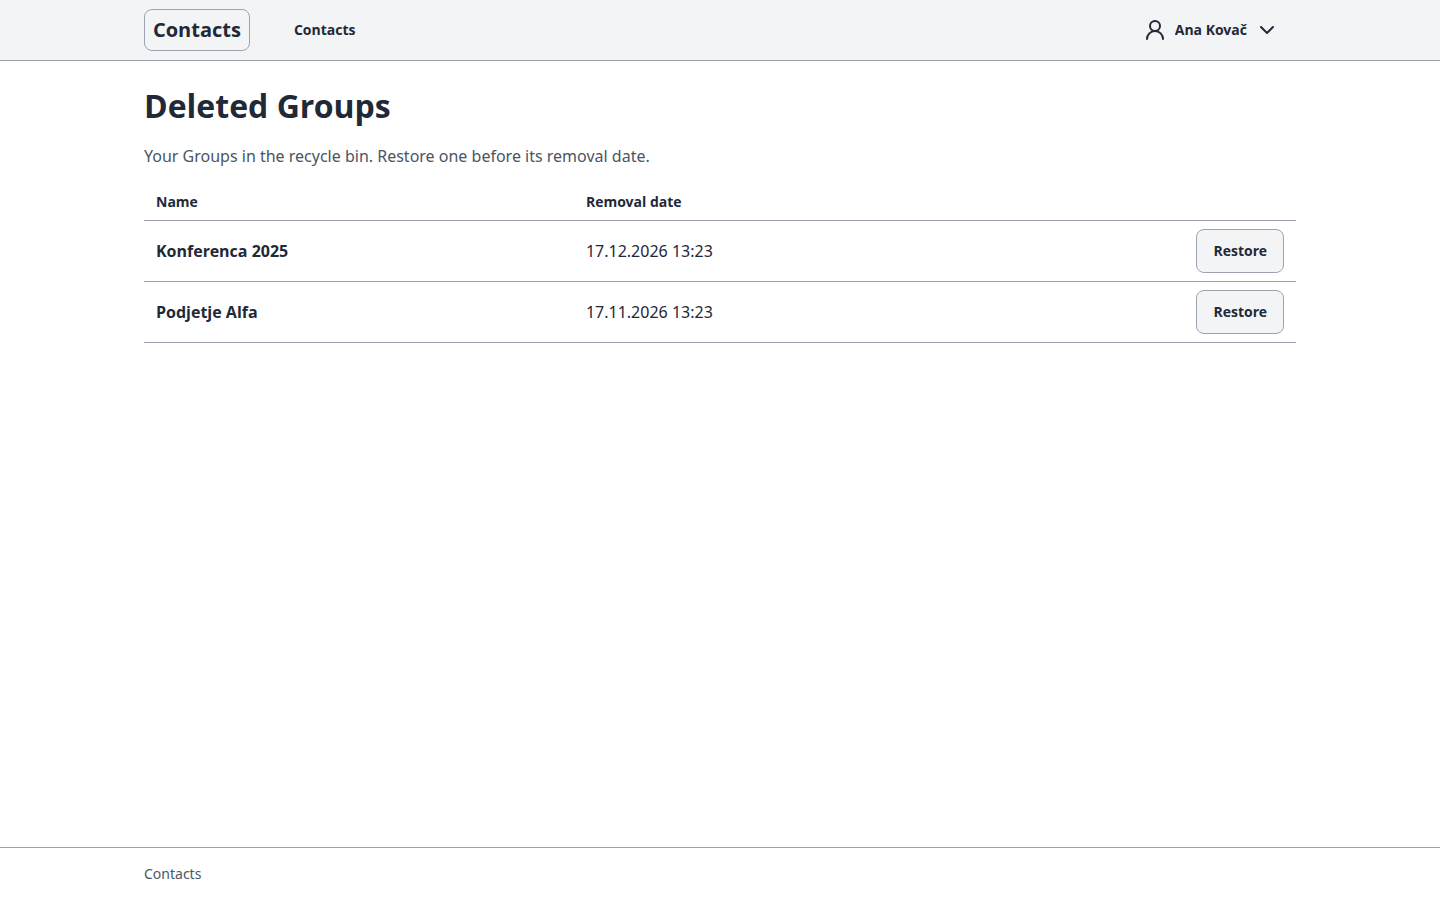 Contacts
Contacts
Ana Kovač
Deleted Groups
Your Groups in the recycle bin. Restore one before its removal date.
Name Removal date
Konferenca 2025 17.12.2026 13:23 Restore
Podjetje Alfa 17.11.2026 13:23 Restore
Contacts